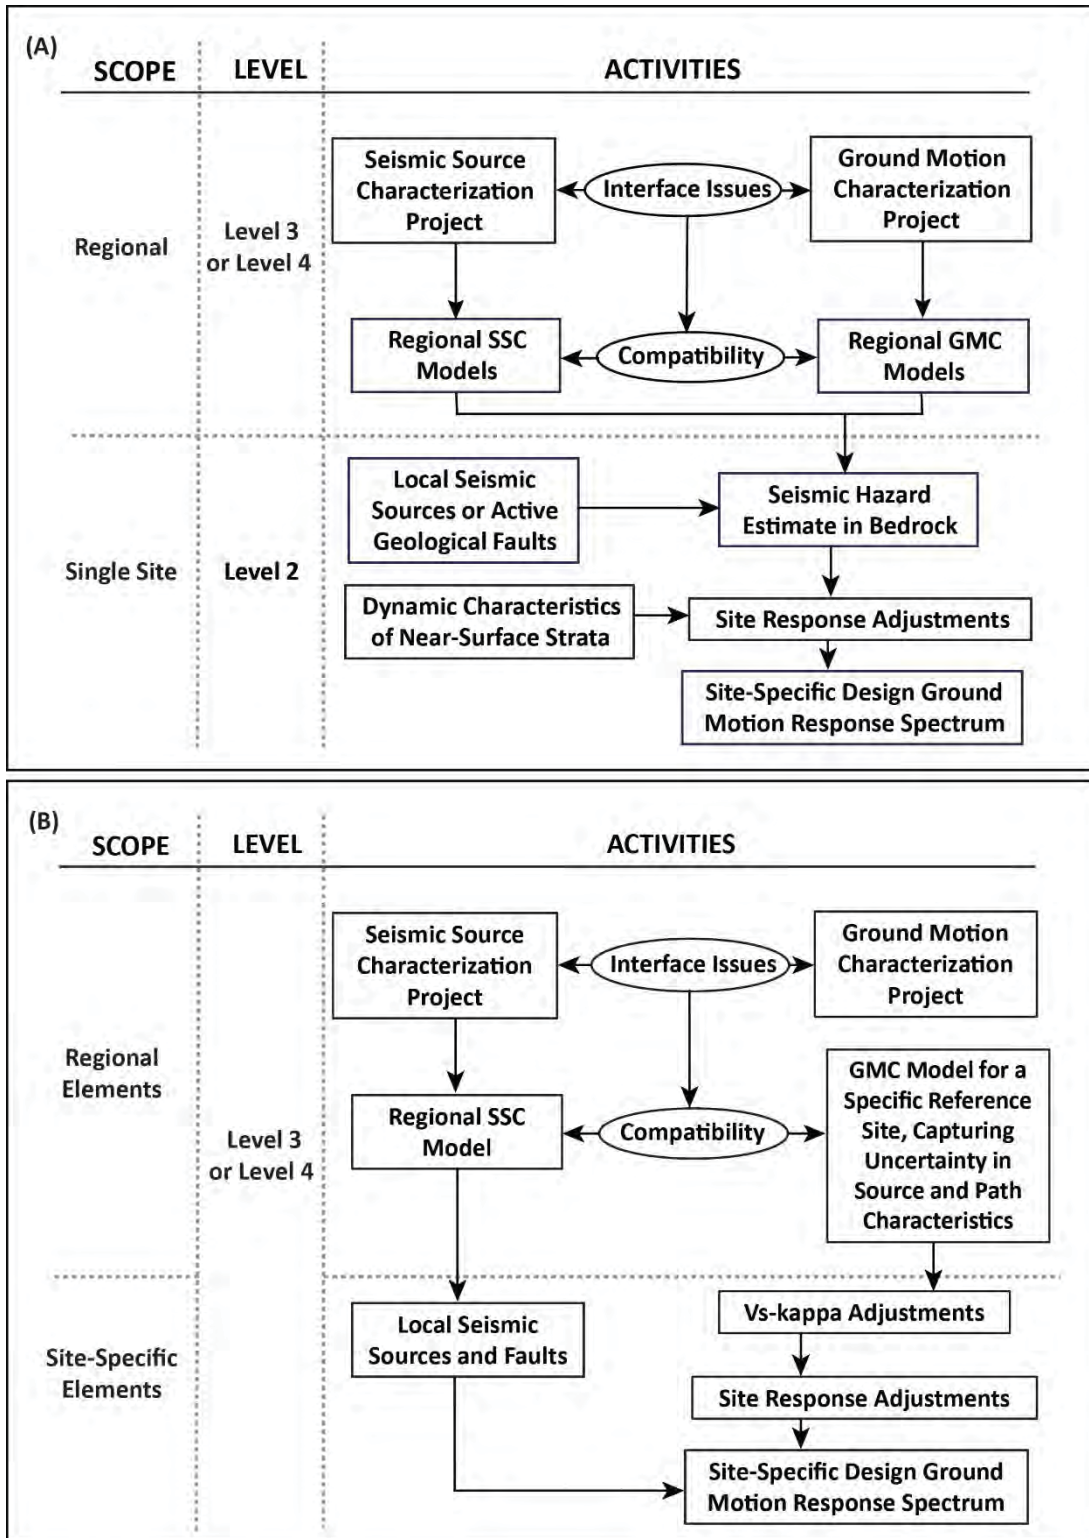 (A)
SCOPE
LEVEL
ACTIVITIES
Regional
Level 3
or Level 4
Seismic Source
Characterization
Project
Interface Issues
Ground Motion
Characterization
Project
Regional SSC
Models
Compatibility
Regional GMC
Models
Single Site
Level 2
Local Seismic
Sources or Active
Geological Faults
Seismic Hazard
Estimate in Bedrock
Dynamic Characteristics
of Near-Surface Strata
Site Response Adjustments
Site-Specific Design Ground
Motion Response Spectrum
(B)
SCOPE
LEVEL
ACTIVITIES
Regional
Elements
Level 3
or Level 4
Seismic Source
Characterization
Project
Interface Issues
Ground Motion
Characterization
Project
Regional SSC
Model
Compatibility
GMC Model for a
Specific Reference
Site, Capturing
Uncertainty in
Source and Path
Characteristics
Site-Specific
Elements
Local Seismic
Sources and Faults
Vs-kappa Adjustments
Site Response Adjustments
Site-Specific Design Ground
Motion Response Spectrum